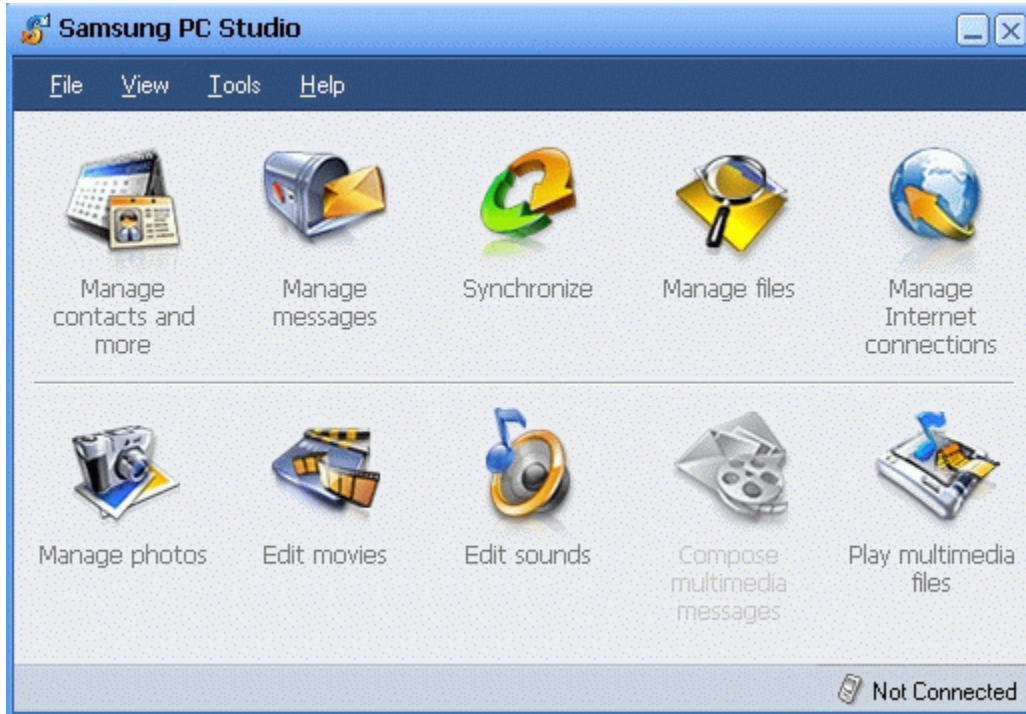 Samsung PC Studio
File View Tools Help
Manage contacts and more
Manage messages
Synchronize
Manage files
Manage Internet connections
Manage photos
Edit movies
Edit sounds
Compose multimedia messages
Play multimedia files
Not Connected